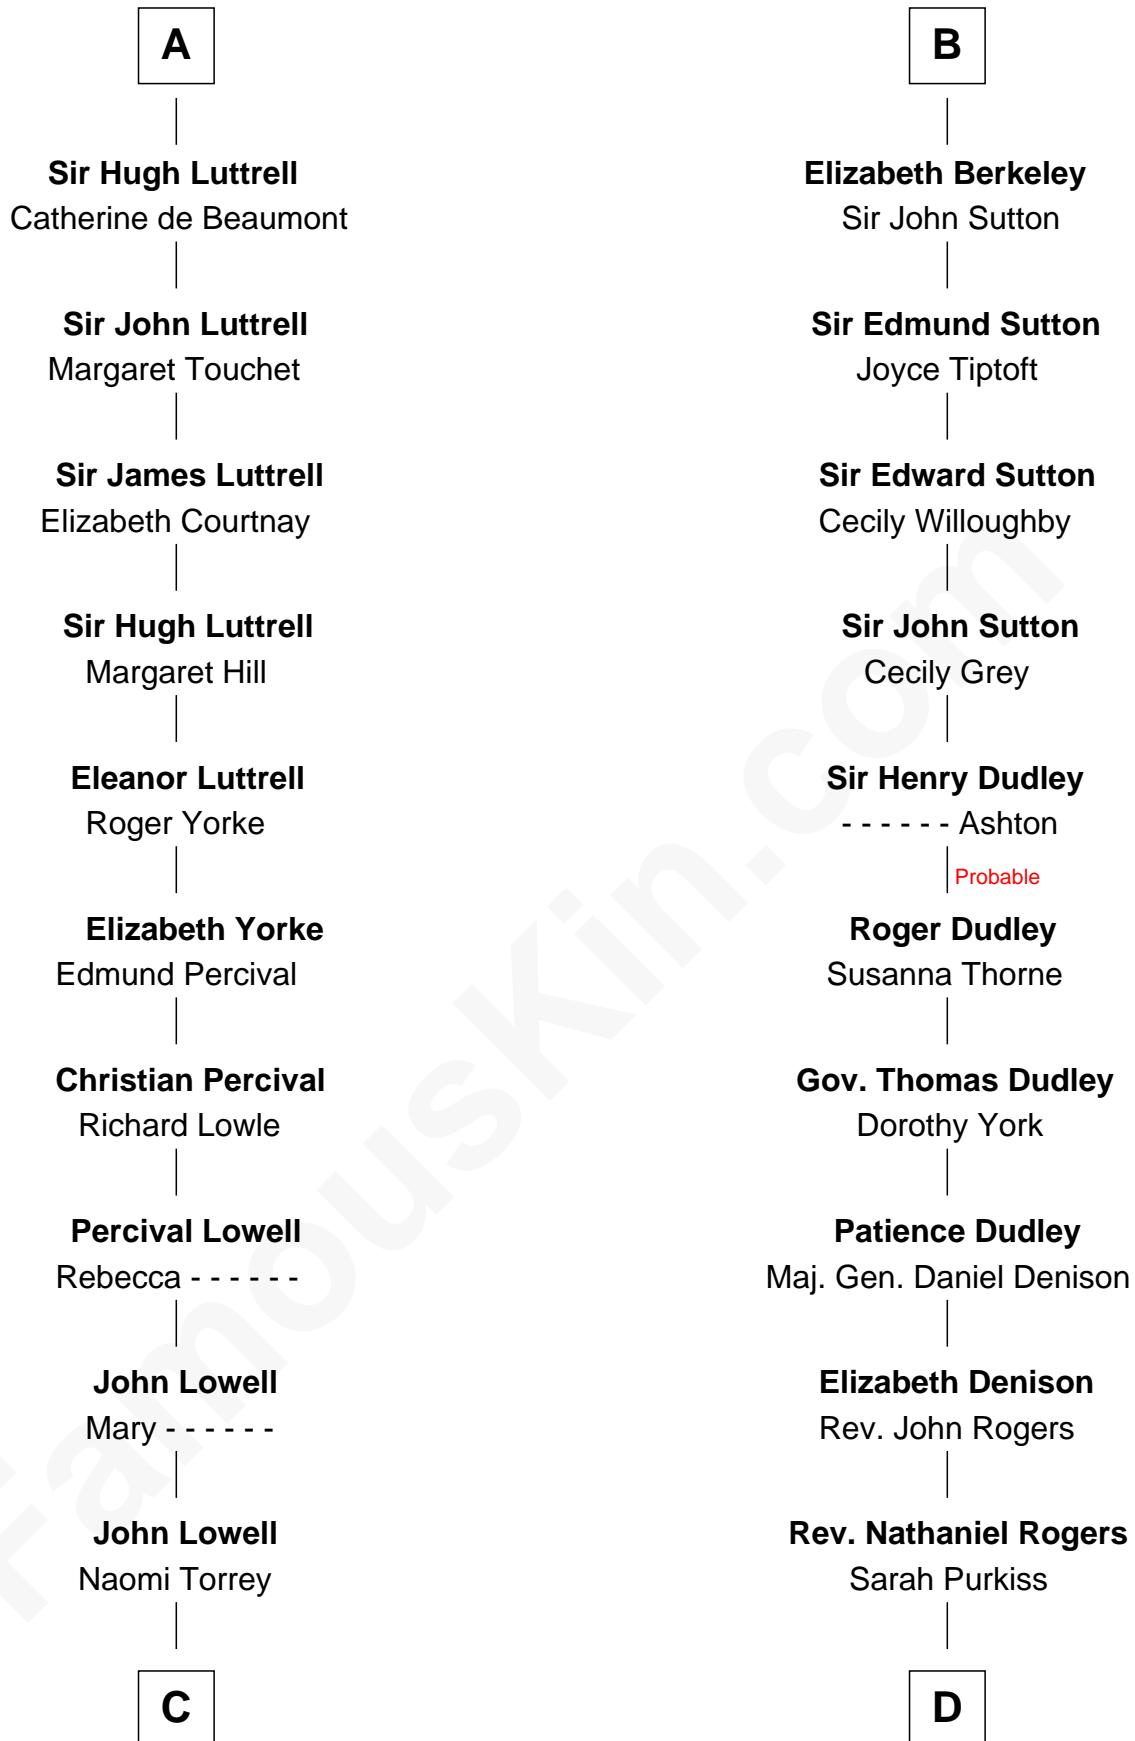 A
Sir Hugh Luttrell
Catherine de Beaumont
Sir John Luttrell
Margaret Touchet
Sir James Luttrell
Elizabeth Courtnay
Sir Hugh Luttrell
Margaret Hill
Eleanor Luttrell
Roger Yorke
Elizabeth Yorke
Edmund Percival
Christian Percival
Richard Lowle
Percival Lowell
Rebecca - - - - - -
John Lowell
Mary - - - - - -
John Lowell
Naomi Torrey
C
B
Elizabeth Berkeley
Sir John Sutton
Sir Edmund Sutton
Joyce Tiptoft
Sir Edward Sutton
Cecily Willoughby
Sir John Sutton
Cecily Grey
Sir Henry Dudley
- - - - - - Ashton
Probable
Roger Dudley
Susanna Thorne
Gov. Thomas Dudley
Dorothy York
Patience Dudley
Maj. Gen. Daniel Denison
Elizabeth Denison
Rev. John Rogers
Rev. Nathaniel Rogers
Sarah Purkiss
D
FamousKin.com